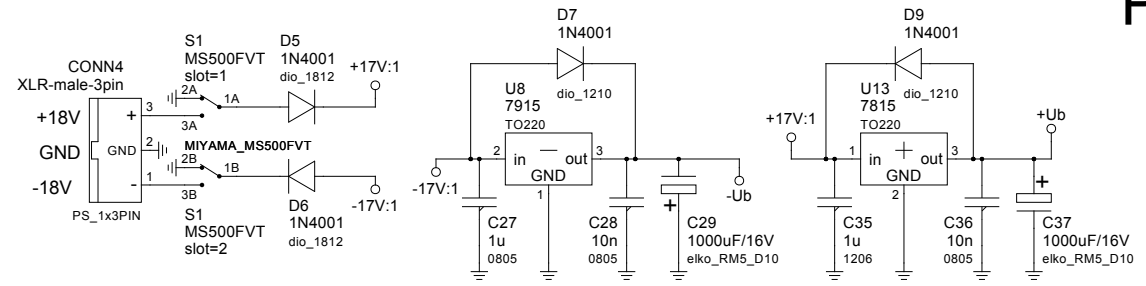 CONN4
XLR-male-3pin
+18V
GND
-18V
3
+
GND
2
1
-
PS_1x3PIN
S1
MS500FVT
slot=1
2A
1A
3A
MIYAMA_MS500FVT
2B
1B
3B
S1
MS500FVT
slot=2
D5
1N4001
dio_1812
+17V:1
D6
1N4001
dio_1812
-17V:1
D7
1N4001
dio_1210
U8
7915
TO220
2
in
—
out
3
GND
1
-17V:1
-Ub
C27
1u
0805
C28
10n
0805
+
C29
1000uF/16V
elko_RM5_D10
D9
1N4001
dio_1210
U13
7815
TO220
+17V:1
1
in
+
out
3
GND
2
+Ub
C35
1u
1206
C36
10n
0805
+
C37
1000uF/16V
elko_RM5_D10